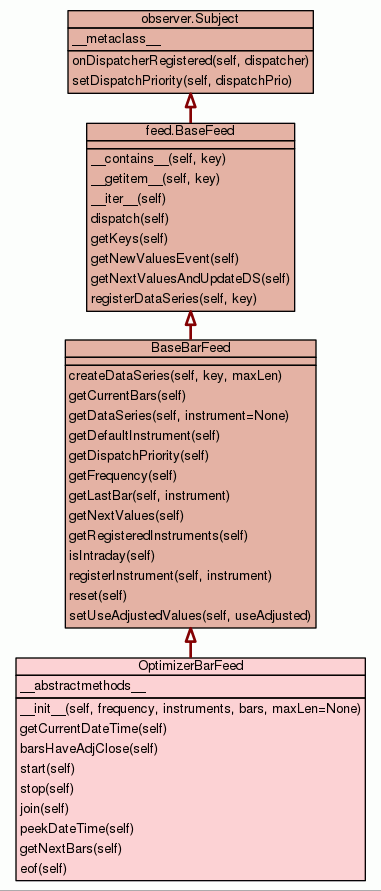 observer.Subject
__metaclass__
onDispatcherRegistered(self, dispatcher)
setDispatchPriority(self, dispatchPrio)
feed.BaseFeed
__contains__(self, key)
__getitem__(self, key)
__iter__(self)
dispatch(self)
getKeys(self)
getNewValuesEvent(self)
getNextValuesAndUpdateDS(self)
registerDataSeries(self, key)
BaseBarFeed
createDataSeries(self, key, maxLen)
getCurrentBars(self)
getDataSeries(self, instrument=None)
getDefaultInstrument(self)
getDispatchPriority(self)
getFrequency(self)
getLastBar(self, instrument)
getNextValues(self)
getRegisteredInstruments(self)
isIntraday(self)
registerInstrument(self, instrument)
reset(self)
setUseAdjustedValues(self, useAdjusted)
OptimizerBarFeed
__abstractmethods__
__init__(self, frequency, instruments, bars, maxLen=None)
getCurrentDateTime(self)
barsHaveAdjClose(self)
start(self)
stop(self)
join(self)
peekDateTime(self)
getNextBars(self)
eof(self)